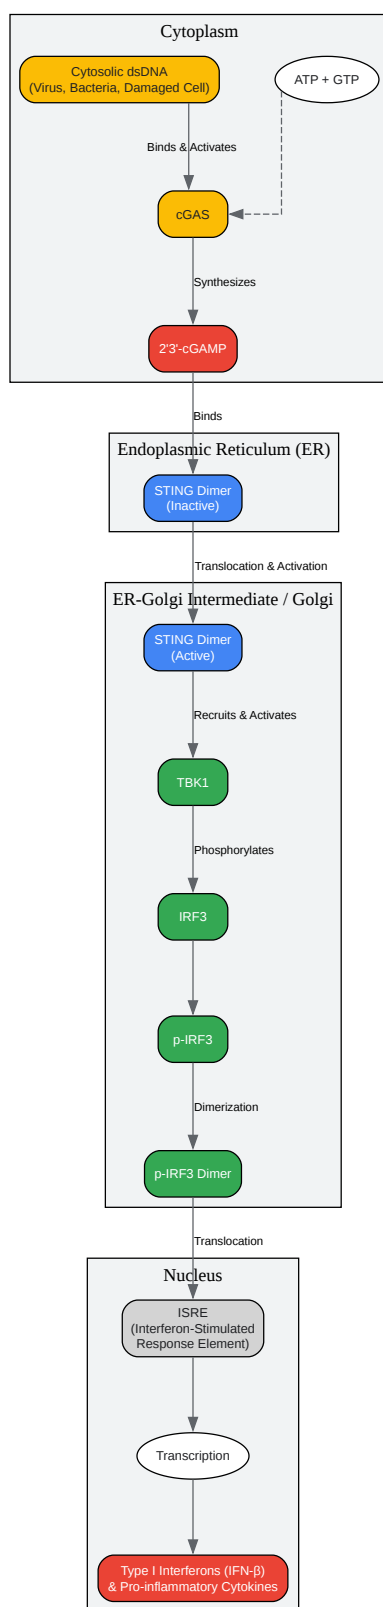 Cytoplasm
Cytosolic dsDNA
(Virus, Bacteria, Damaged Cell)
ATP + GTP
Binds & Activates
cGAS
Synthesizes
2'3'-cGAMP
Binds
Endoplasmic Reticulum (ER)
STING Dimer
(Inactive)
Translocation & Activation
ER-Golgi Intermediate / Golgi
STING Dimer
(Active)
Recruits & Activates
TBK1
Phosphorylates
IRF3
p-IRF3
Dimerization
p-IRF3 Dimer
Translocation
Nucleus
ISRE
(Interferon-Stimulated
Response Element)
Transcription
Type I Interferons (IFN-β)
& Pro-inflammatory Cytokines